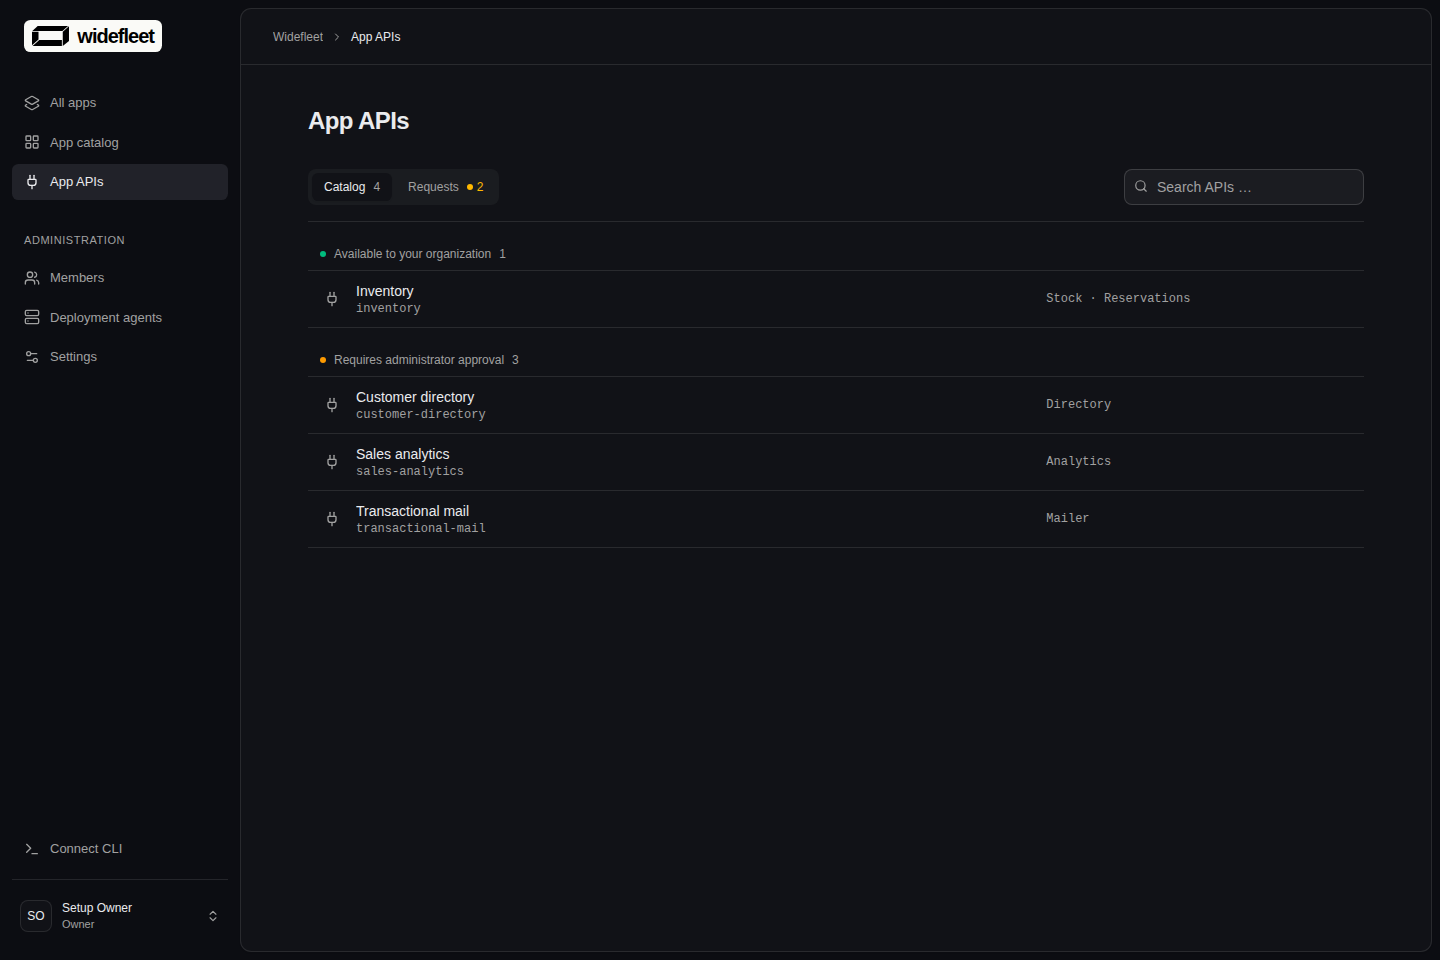 widefleet
Widefleet
App APIs
All apps
App catalog
App APIs
ADMINISTRATION
Members
Deployment agents
Settings
Connect CLI
SO
Setup Owner
Owner
App APIs
Catalog 4
Requests 2
Search APIs …
Available to your organization 1
Inventory
inventory
Stock · Reservations
Requires administrator approval 3
Customer directory
customer-directory
Directory
Sales analytics
sales-analytics
Analytics
Transactional mail
transactional-mail
Mailer